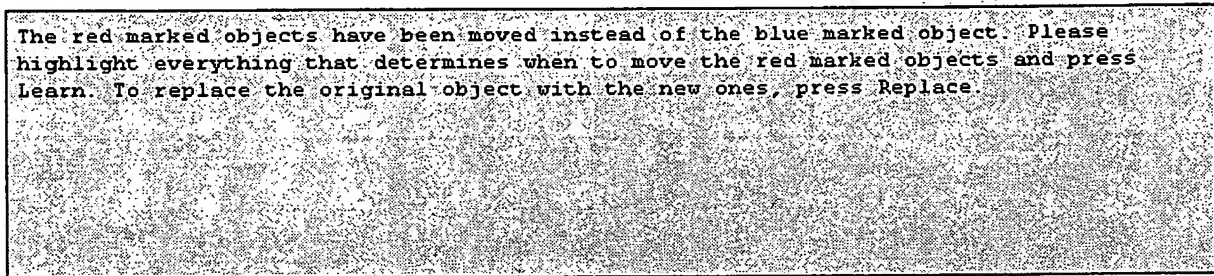 The red marked objects have been moved instead of the blue marked object. Please
highlight everything that determines when to move the red marked objects and press
Learn. To replace the original object with the new ones, press Replace.